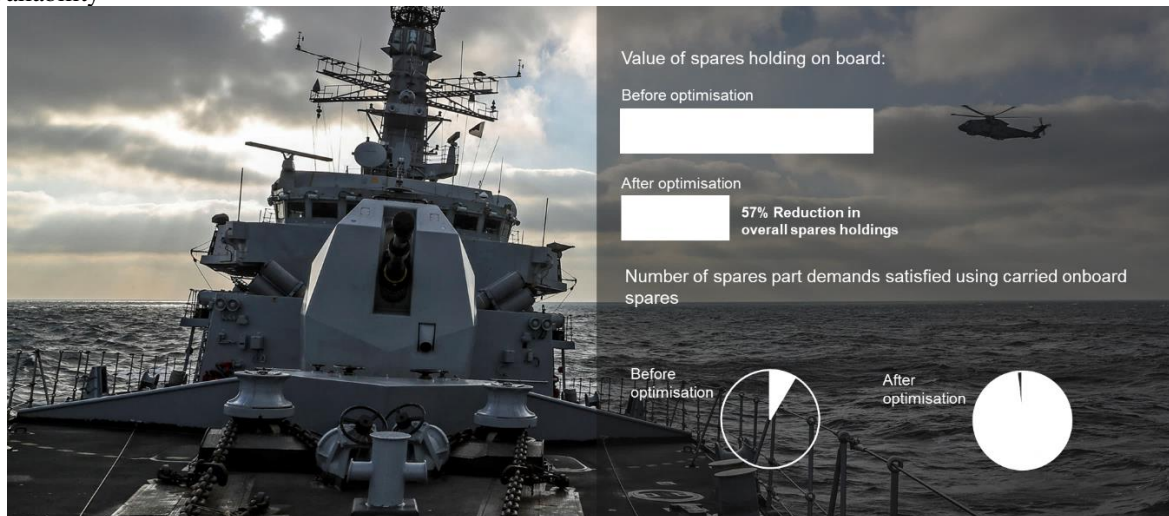 Value of spares holding on board:
Before optimisation
After optimisation
57% Reduction in
overall spares holdings
Number of spares part demands satisfied using carried onboard
spares
Before
optimisation
After
optimisation